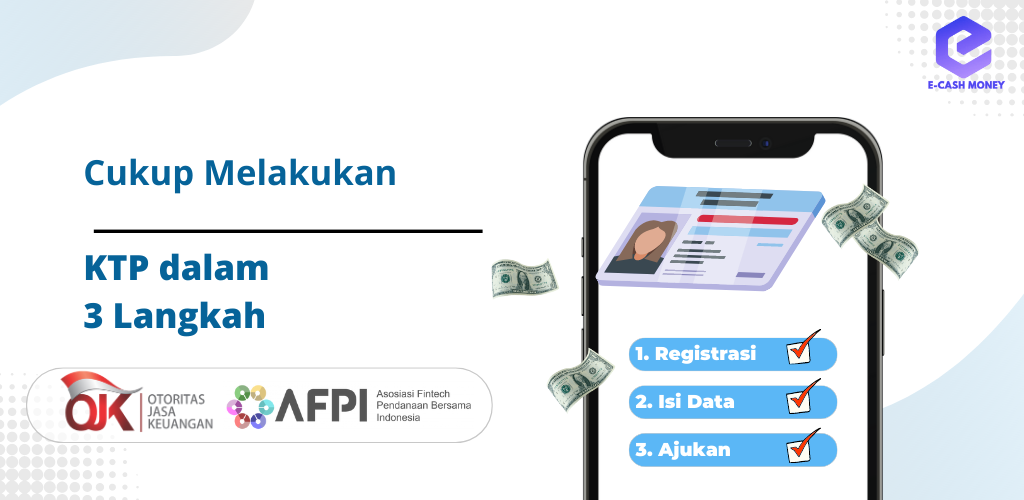 E-CASH MONEY
Cukup Melakukan
KTP dalam
3 Langkah
1. Registrasi
2. Isi Data
3. Ajukan
OJK OTORITAS
JASA
KEUANGAN
AFPI Asosiasi Fintech
Pendanaan Bersama
Indonesia